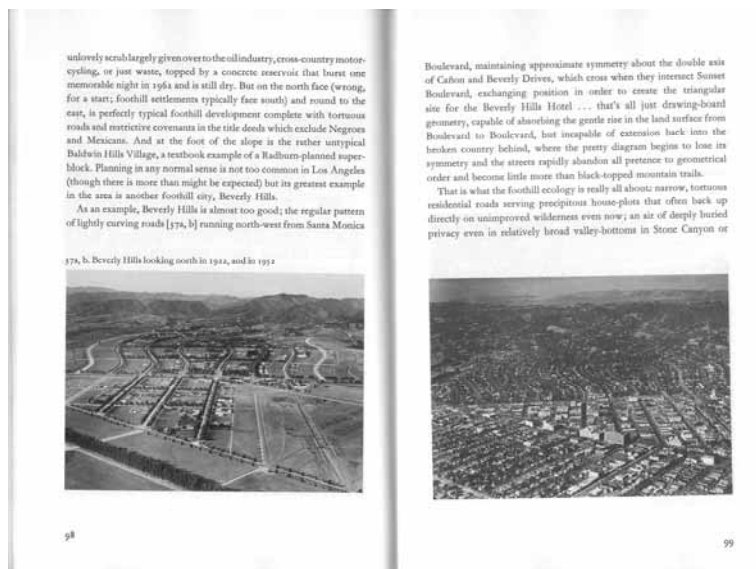 unlovely scrub largely given over to the oil industry, cross-country motor-
cycling, or just waste, topped by a concrete reservoir that burst one
memorable night in 1962 and is still dry. But on the north face (wrong,
for a start; foothill settlements typically face south) and round to the
east, is perfectly typical foothill development complete with tortuous
roads and restrictive covenants in the title deeds which exclude Negroes
and Mexicans. And at the foot of the slope is the rather untypical
Baldwin Hills Village, a textbook example of a Radburn-planned super-
block. Planning in any normal sense is not too common in Los Angeles
(though there is more than might be expected) but its greatest example
in the area is another foothill city, Beverly Hills.
As an example, Beverly Hills is almost too good; the regular pattern
of lightly curving roads [57a, b] running north-west from Santa Monica
57a, b. Beverly Hills looking north in 1922, and in 1952
98
Boulevard, maintaining approximate symmetry about the double axis
of Cañon and Beverly Drives, which cross when they intersect Sunset
Boulevard, exchanging position in order to create the triangular
site for the Beverly Hills Hotel ... that's all just drawing-board
geometry, capable of absorbing the gentle rise in the land surface from
Boulevard to Boulevard, but incapable of extension back into the
broken country behind, where the pretty diagram begins to lose its
symmetry and the streets rapidly abandon all pretence to geometrical
order and become little more than black-topped mountain trails.
That is what the foothill ecology is really all about: narrow, tortuous
residential roads serving precipitous house-plots that often back up
directly on unimproved wilderness even now; an air of deeply buried
privacy even in relatively broad valley-bottoms in Stone Canyon or
99